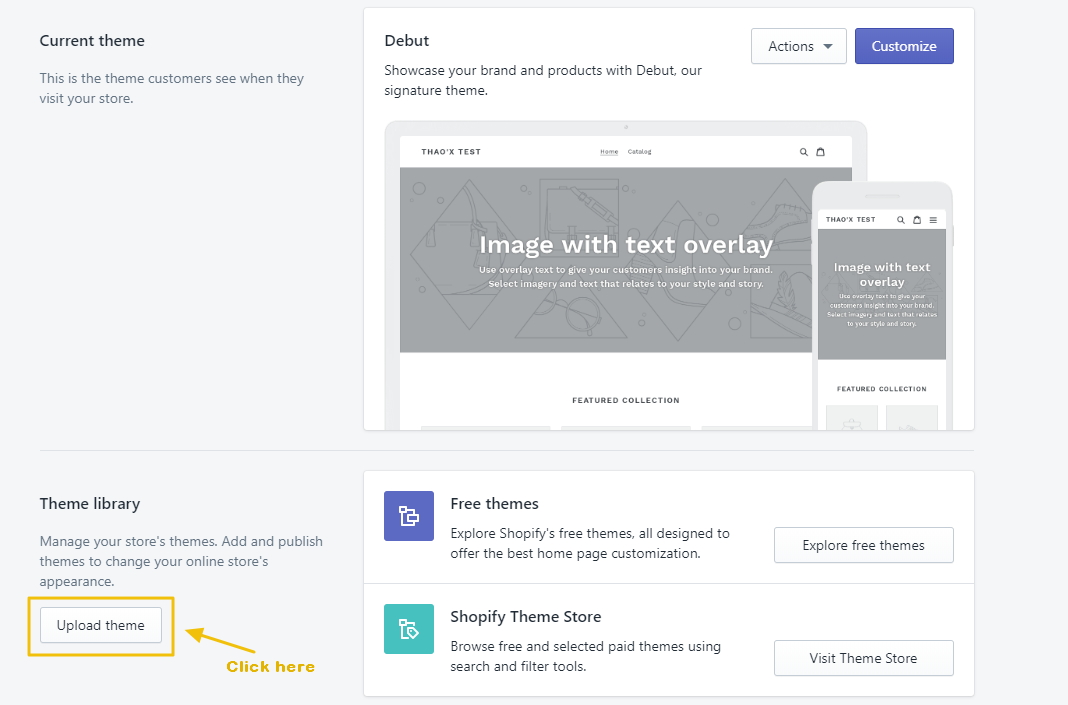 Current theme
This is the theme customers see when they
visit your store.
Debut
Showcase your brand and products with Debut, our
signature theme.
Actions
Customize
THAO'X TEST
Home Catalog
Image with text overlay
Use overlay text to give your customers insight into your brand.
Select imagery and text that relates to your style and story.
FEATURED COLLECTION
THAO'X TEST
Image with text
overlay
Use overlay text to give your
customers insight into your brand.
Select imagery and text that relates
to your style and story.
FEATURED COLLECTION
Theme library
Manage your store's themes. Add and publish
themes to change your online store's
appearance.
Upload theme
Click here
Free themes
Explore Shopify's free themes, all designed to
offer the best home page customization.
Explore free themes
Shopify Theme Store
Browse free and selected paid themes using
search and filter tools.
Visit Theme Store